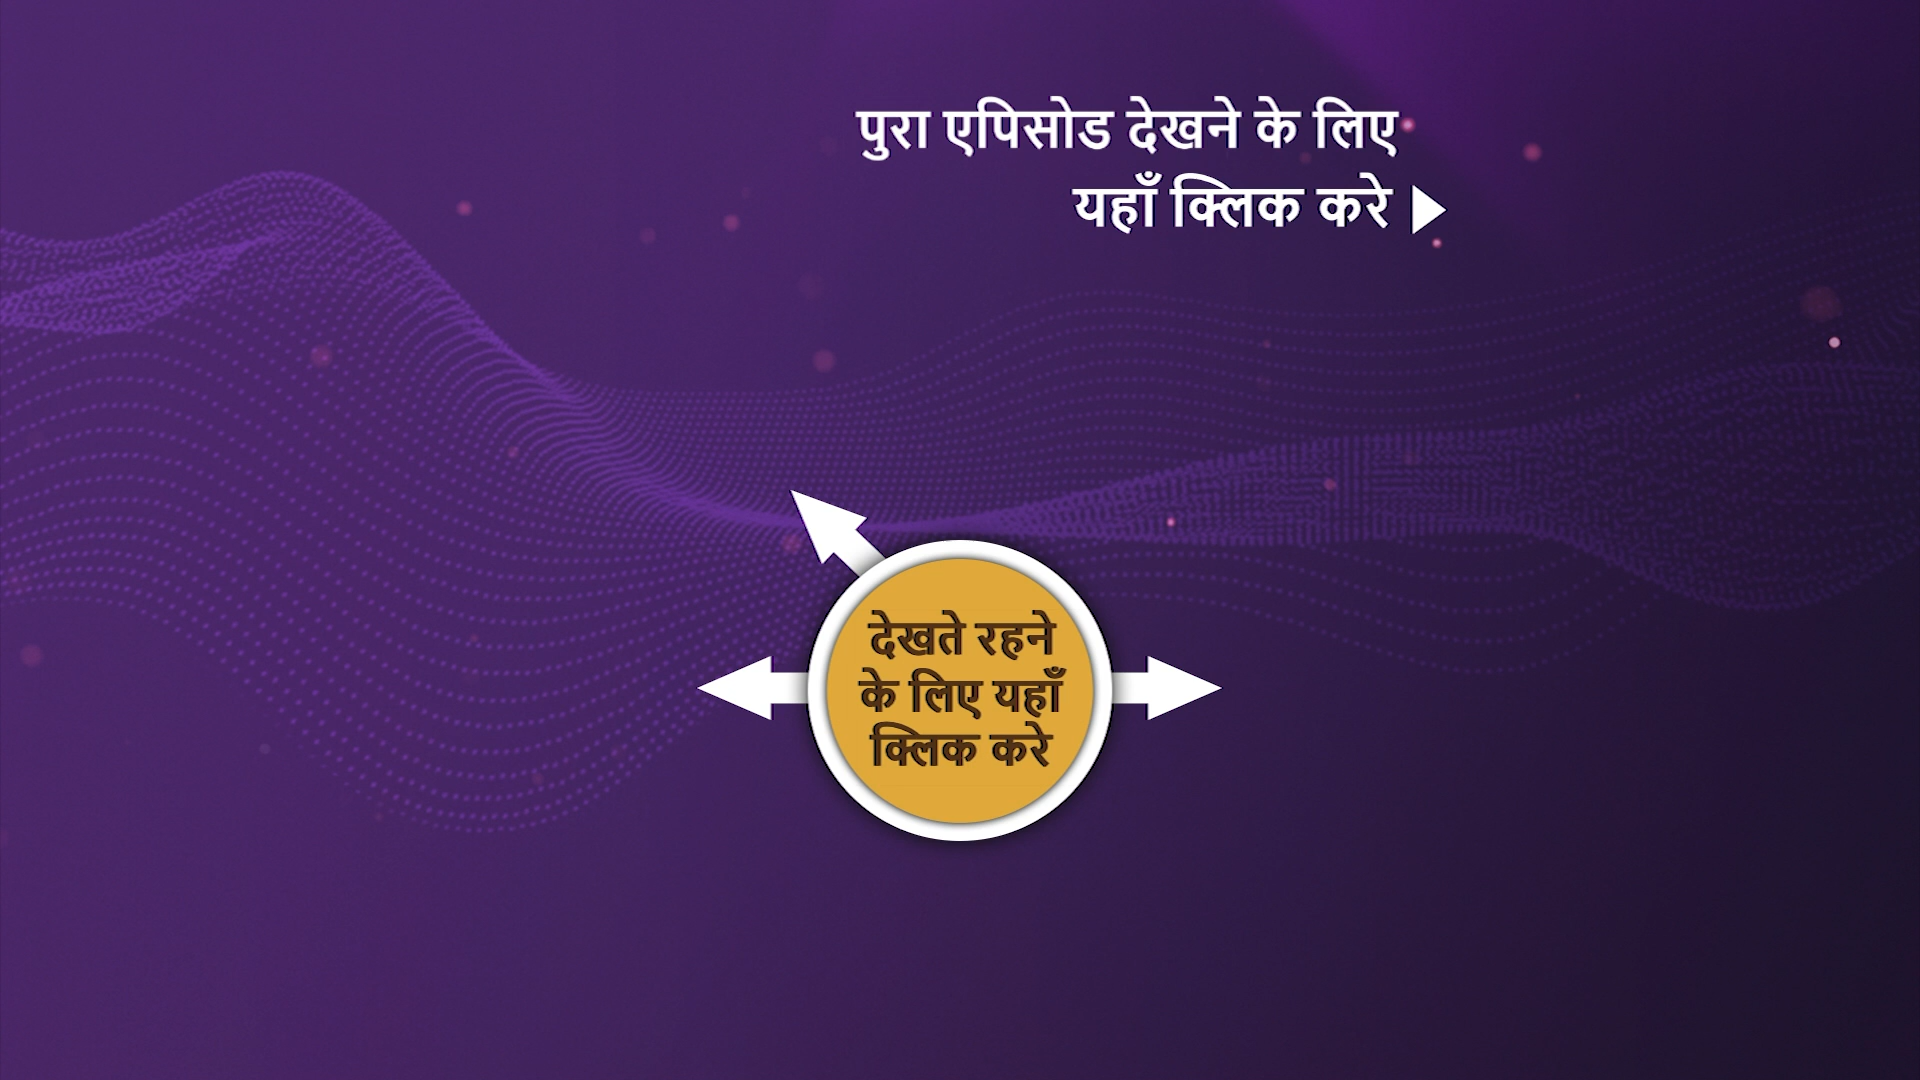 पुरा एपिसोड देखने के लिए
यहाँ क्लिक करे
देखते रहने
के लिए यहाँ
क्लिक करे